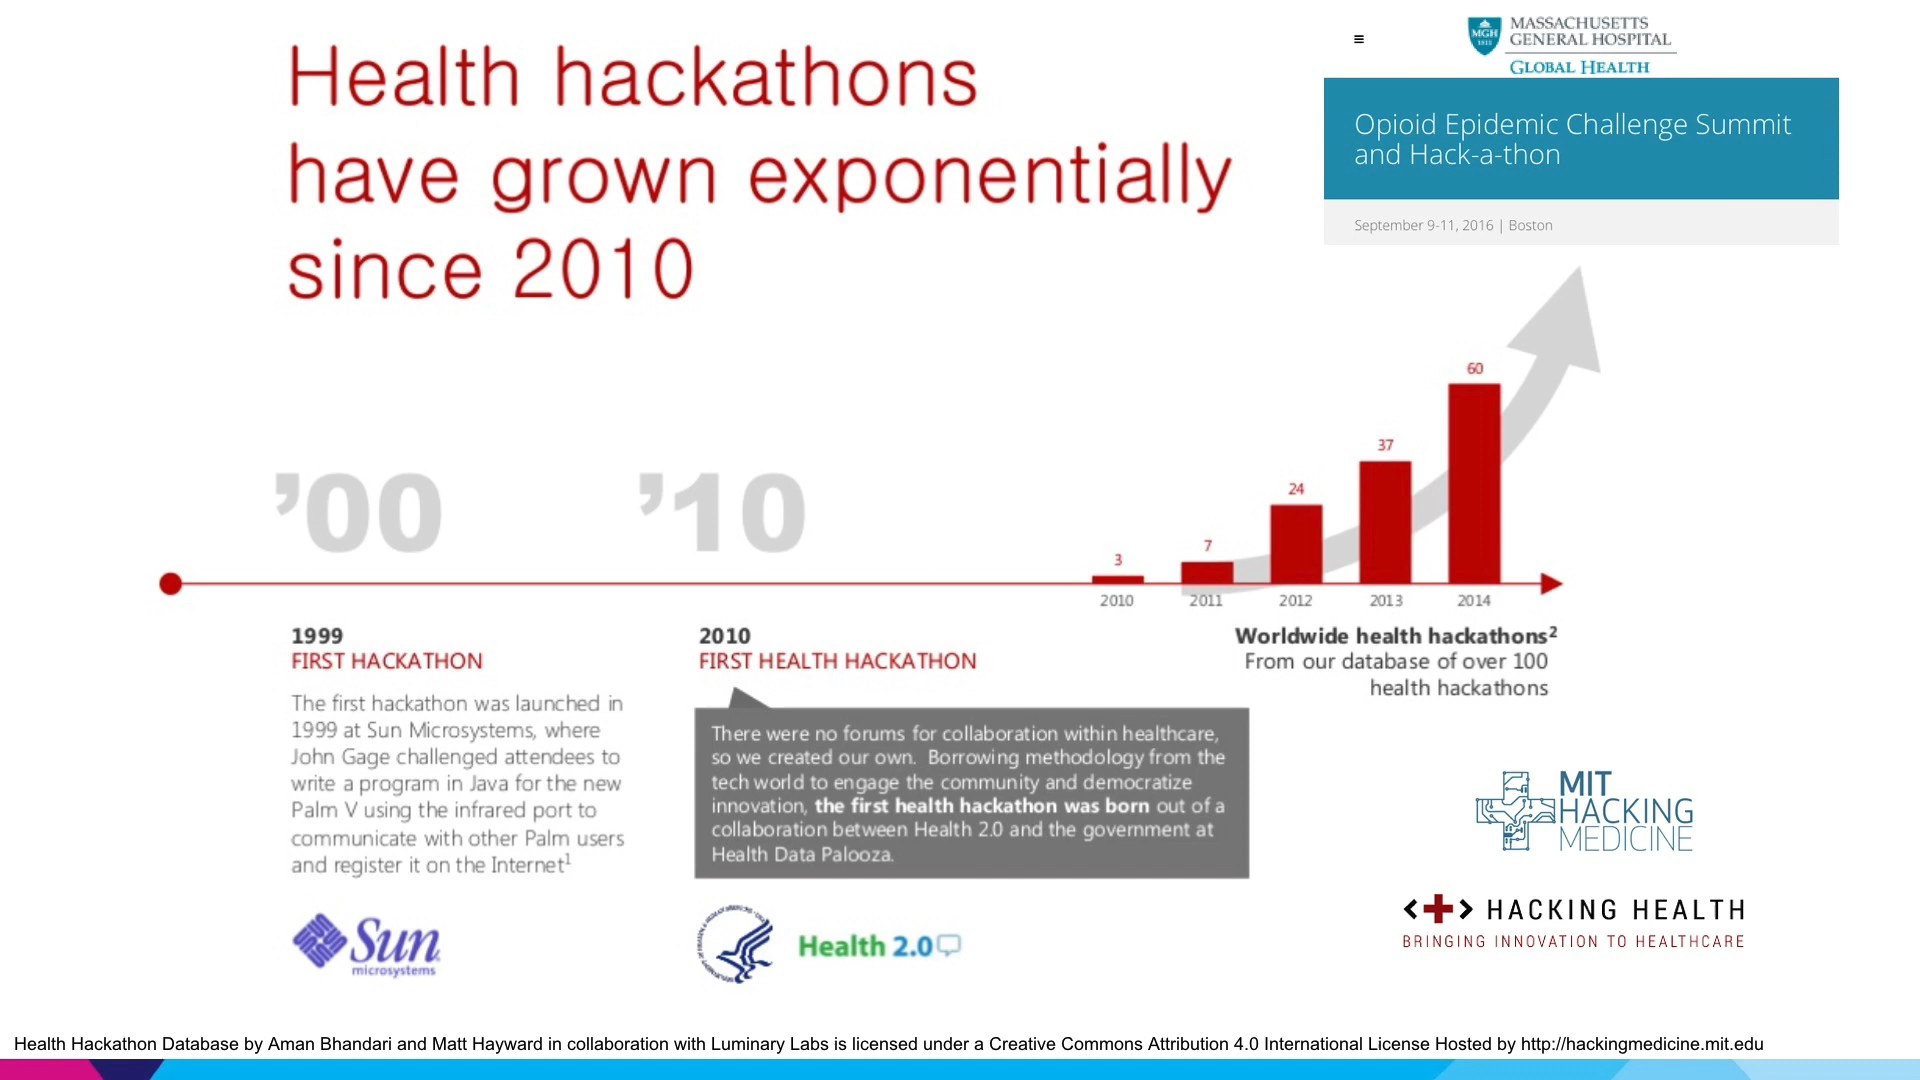 Health hackathons
have grown exponentially
since 2010
≡
MGH
1811
MASSACHUSETTS
GENERAL HOSPITAL
GLOBAL HEALTH
Opioid Epidemic Challenge Summit
and Hack-a-thon
September 9-11, 2016 | Boston
’00
’10
3
7
24
37
60
2010
2011
2012
2013
2014
1999
FIRST HACKATHON
The first hackathon was launched in
1999 at Sun Microsystems, where
John Gage challenged attendees to
write a program in Java for the new
Palm V using the infrared port to
communicate with other Palm users
and register it on the Internet¹
Sun
microsystems
2010
FIRST HEALTH HACKATHON
There were no forums for collaboration within healthcare,
so we created our own. Borrowing methodology from the
tech world to engage the community and democratize
innovation, the first health hackathon was born out of a
collaboration between Health 2.0 and the government at
Health Data Palooza.
Health 2.0
Worldwide health hackathons²
From our database of over 100
health hackathons
MIT
HACKING
MEDICINE
HACKING HEALTH
BRINGING INNOVATION TO HEALTHCARE
Health Hackathon Database by Aman Bhandari and Matt Hayward in collaboration with Luminary Labs is licensed under a Creative Commons Attribution 4.0 International License Hosted by http://hackingmedicine.mit.edu